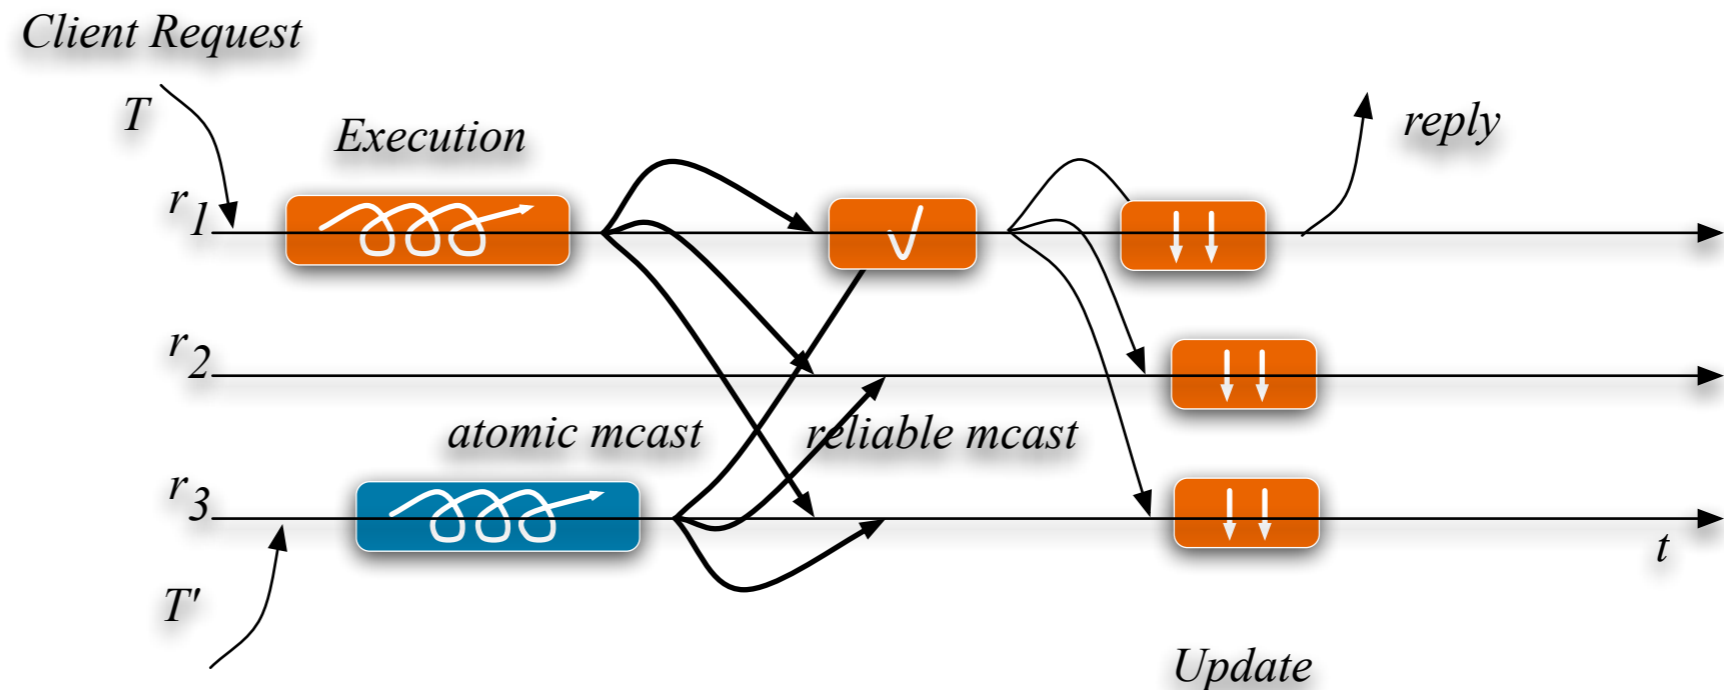 Client Request
T
Execution
reply
r1
r2
atomic mcast
reliable mcast
r3
t
T'
Update